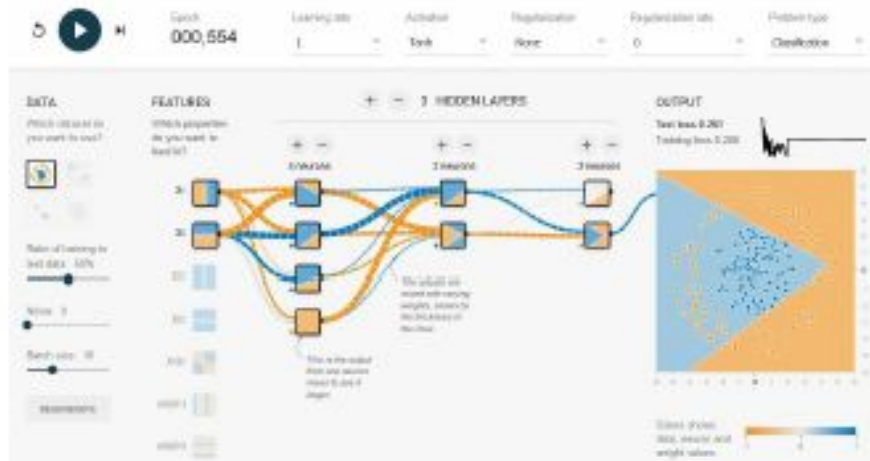 Epoch
000,554
Learning rate
1
Activation
Tanh
Regularization
None
Regularization rate
0
Problem type
Classification
DATA
Which dataset do
you want to use?
Ratio of training to
test data: 50%
Noise: 0
Batch size: 10
REGENERATE
FEATURES
Which properties
do you want to
feed in?
+ − 3 HIDDEN LAYERS
+ −
4 neurons
+ −
2 neurons
+ −
2 neurons
This is the output
from one neuron.
Hover to see it
larger.
The outputs are
mixed with varying
weights, shown by
the thickness of
the lines.
OUTPUT
Test loss 0.261
Training loss
Colors shows
data, neuron and
weight values.